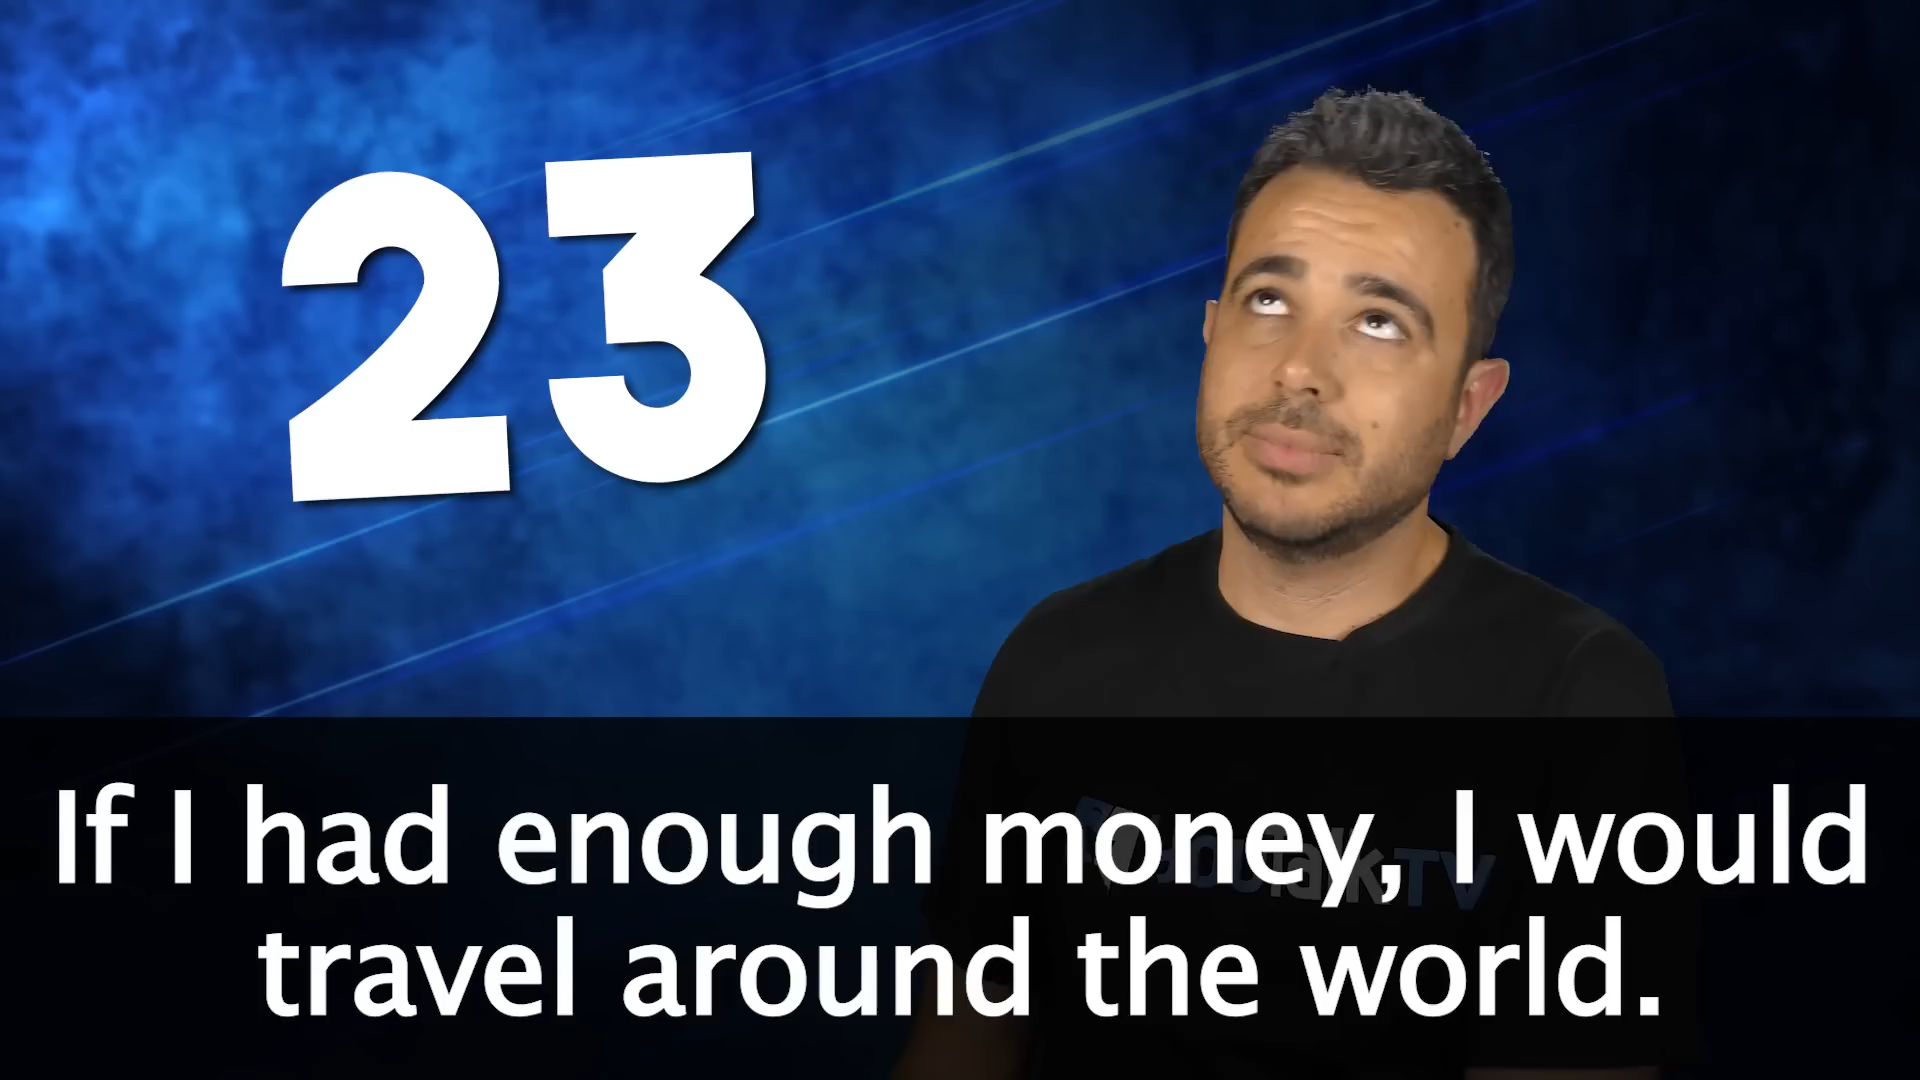 23
If I had enough money, I would
travel around the world.